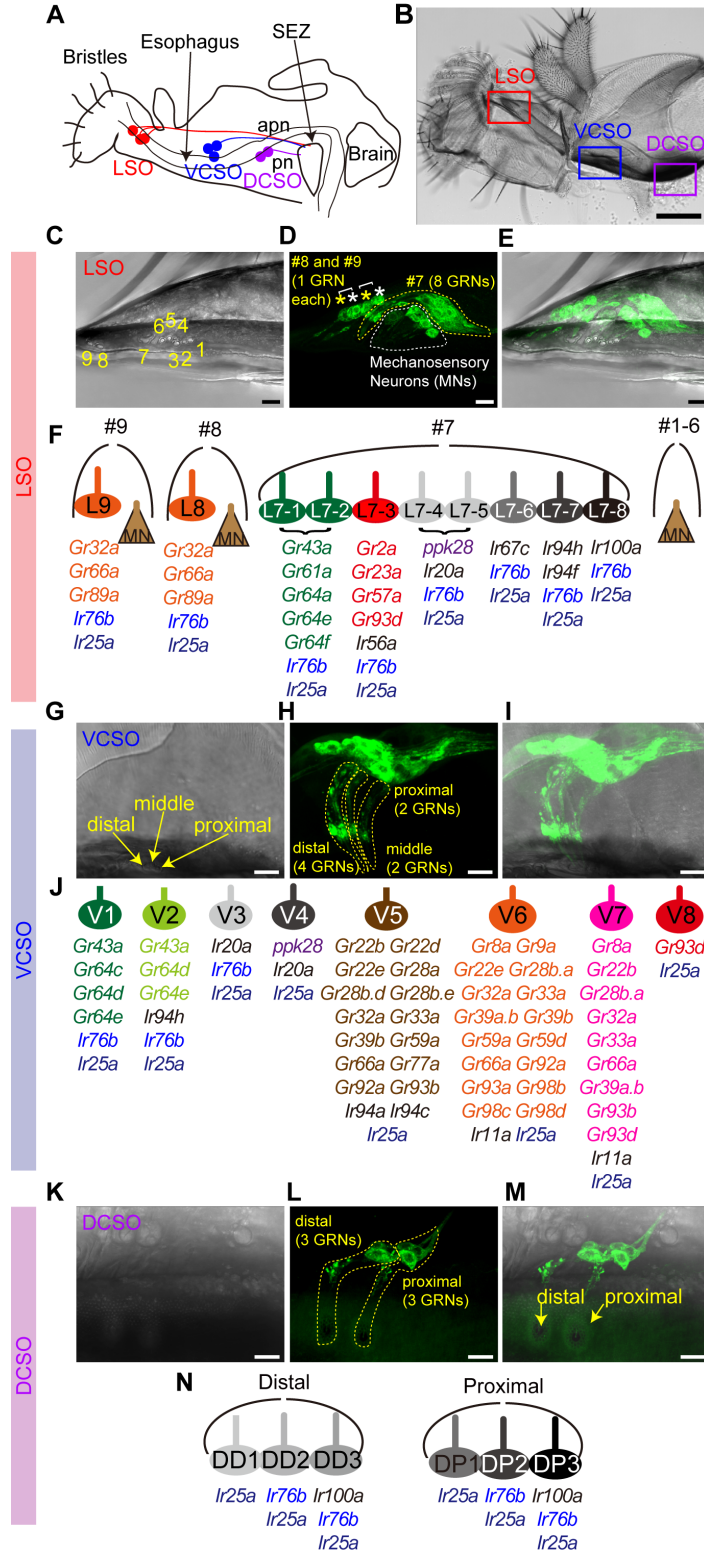 A
B
Bristles
Esophagus
SEZ
apn
pn
Brain
LSO
VCSO
DCSO
LSO
VCSO
DCSO
C
D
E
LSO
LSO
9 8 7 6 5 4 3 2 1
#8 and #9
(1 GRN
each)
* * * *
#7 (8 GRNs)
Mechanosensory
Neurons (MNs)
F
#9
#8
#7
#1-6
L9 MN
L8 MN
L7-1 L7-2 L7-3 L7-4 L7-5 L7-6 L7-7 L7-8
MN
Gr32a
Gr66a
Gr89a
Ir76b
Ir25a
Gr32a
Gr66a
Gr89a
Ir76b
Ir25a
Gr43a
Gr61a
Gr64a
Gr64e
Gr64f
Ir76b
Ir25a
Gr2a
Gr23a
Gr57a
Gr93d
Ir56a
Ir76b
Ir25a
ppk28
Ir20a
Ir76b
Ir25a
Ir67c
Ir76b
Ir25a
Ir94h
Ir94f
Ir76b
Ir25a
Ir100a
Ir76b
Ir25a
G
H
I
VCSO
VCSO
distal
middle
proximal
proximal
(2 GRNs)
distal
(4 GRNs)
middle
(2 GRNs)
J
V1 V2 V3 V4 V5 V6 V7 V8
Gr43a
Gr64c
Gr64d
Gr64e
Ir76b
Ir25a
Gr43a
Gr64d
Gr64e
Ir94h
Ir76b
Ir25a
Ir20a
Ir76b
Ir25a
ppk28
Ir20a
Ir25a
Gr22b Gr22d
Gr22e Gr28a
Gr28b.d Gr28b.e
Gr32a Gr33a
Gr39b Gr59a
Gr66a Gr77a
Gr92a Gr93b
Ir94a Ir94c
Ir25a
Gr8a Gr9a
Gr22e Gr28b.a
Gr32a Gr33a
Gr39a.b Gr39b
Gr59a Gr59d
Gr66a Gr92a
Gr93a Gr98b
Gr98c Gr98d
Ir11a Ir25a
Gr8a
Gr22b
Gr28b.a
Gr32a
Gr33a
Gr66a
Gr39a.b
Gr93b
Gr93d
Ir11a
Ir25a
Gr93d
Ir25a
K
L
M
DCSO
DCSO
distal
(3 GRNs)
proximal
(3 GRNs)
distal
proximal
N
Distal
Proximal
DD1 DD2 DD3
DP1 DP2 DP3
Ir25a
Ir76b
Ir25a
Ir100a
Ir76b
Ir25a
Ir25a
Ir76b
Ir25a
Ir100a
Ir76b
Ir25a